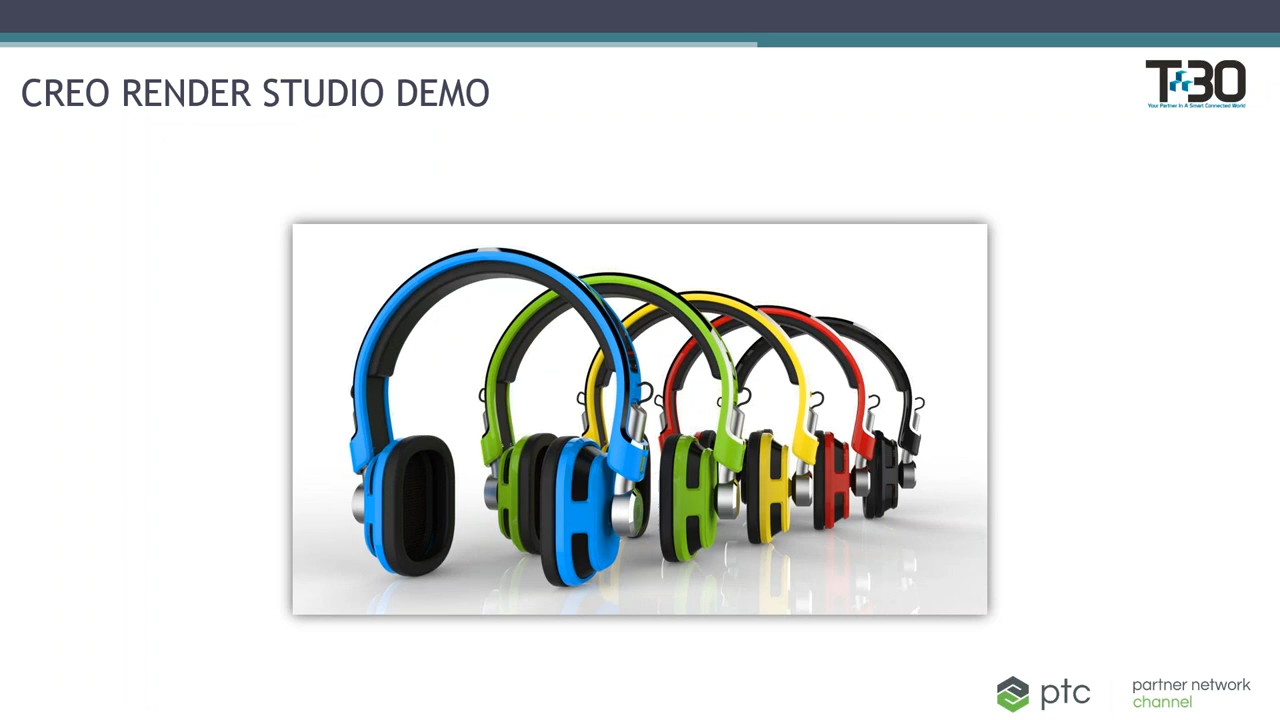 CREO RENDER STUDIO DEMO
T30
Your Partner In A Smart Connected World
ptc
partner network
channel